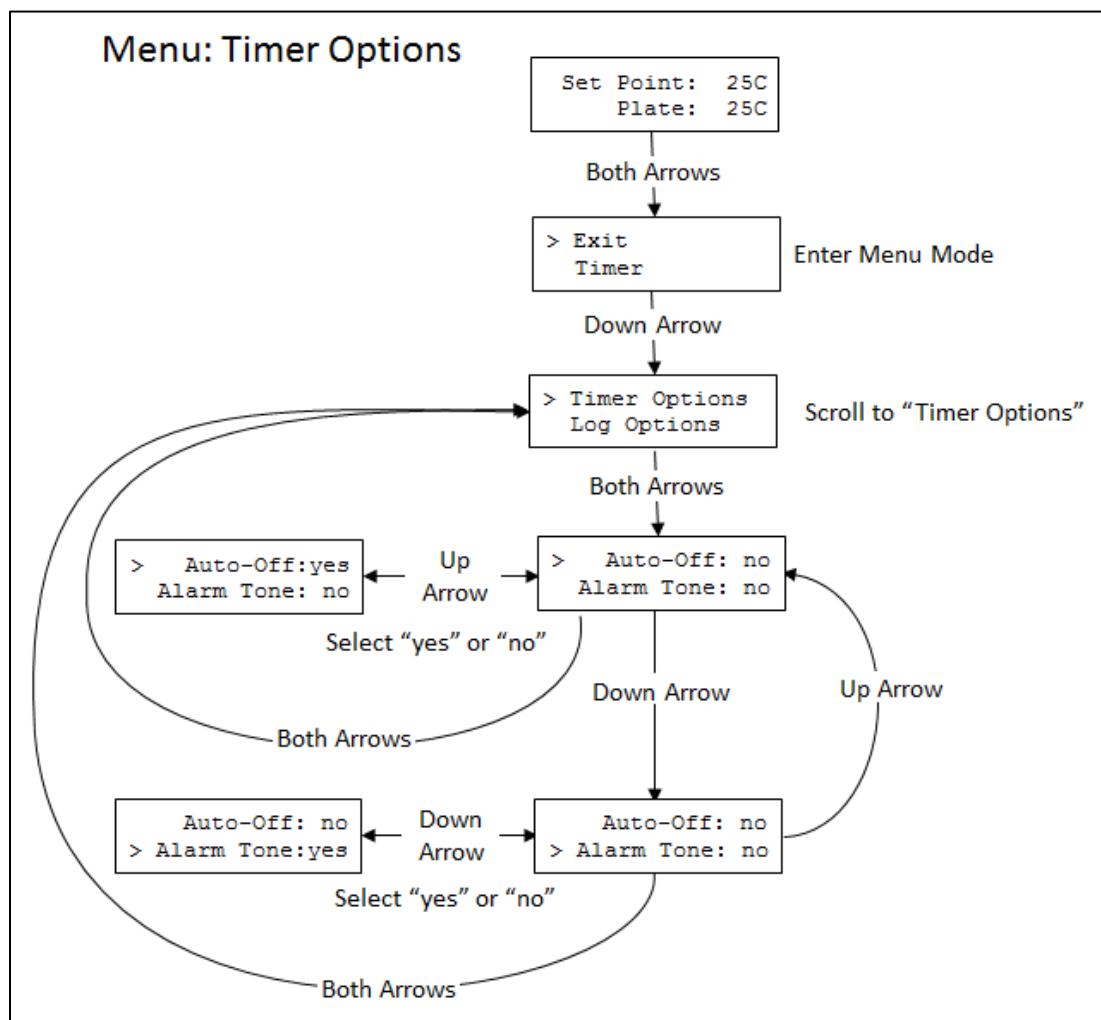 Menu: Timer Options
Set Point: 25C
Plate: 25C
Both Arrows
> Exit
Timer
Enter Menu Mode
Down Arrow
> Timer Options
Log Options
Scroll to “Timer Options”
Both Arrows
> Auto-Off:yes
Alarm Tone: no
Up
Arrow
> Auto-Off: no
Alarm Tone: no
Select “yes” or “no”
Down Arrow
Up Arrow
Both Arrows
Auto-Off: no
> Alarm Tone:yes
Down
Arrow
Auto-Off: no
> Alarm Tone: no
Select “yes” or “no”
Both Arrows